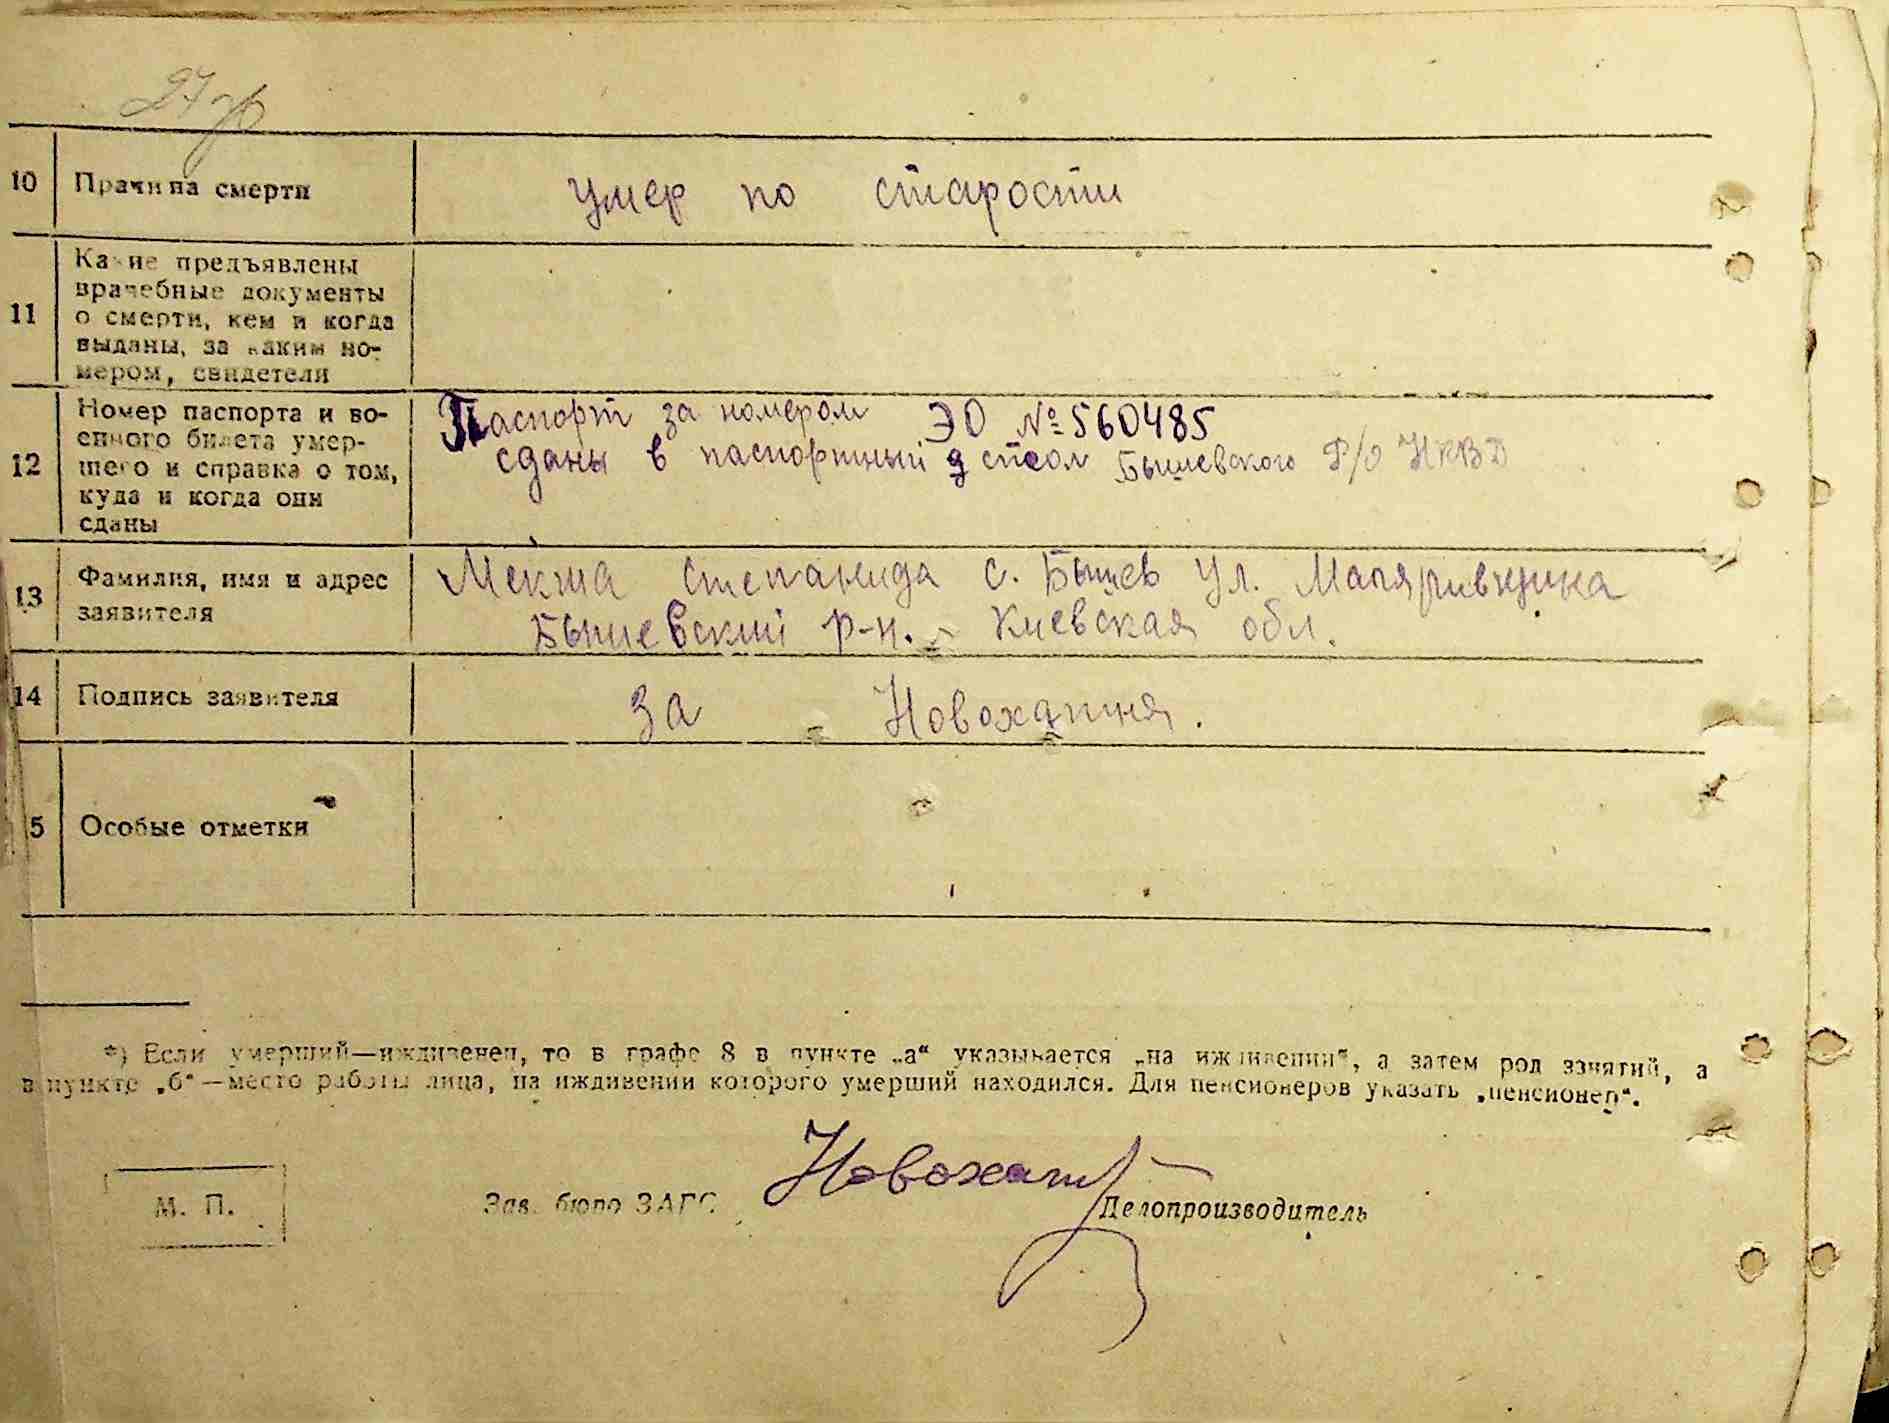 27
10 Причина смерти умер по старости
11 Какие предъявлены
врачебные документы
о смерти, кем и когда
выданы, за каким но-
мером, свидетели
12 Номер паспорта и во-
енного билета умер-
шего и справка о том,
куда и когда они
сданы
Паспорт за номером ЭО № 560485
сданы в паспортный стол Бышевского Р/О НКВД
13 Фамилия, имя и адрес
заявителя
Мекша Степанида с. Бышев ул.
Бышевский р-н. Киевская обл.
14 Подпись заявителя За Новохатня.
5 Особые отметки
*) Если умерший—иждивенец, то в графе 8 в пункте „а“ указывается „на иждивении“, а затем род занятий, а
в пункте „б“—место работы лица, на иждивении которого умерший находился. Для пенсионеров указать „пенсионер“.
М. П.
Зав. бюро ЗАГС
Делопроизводитель